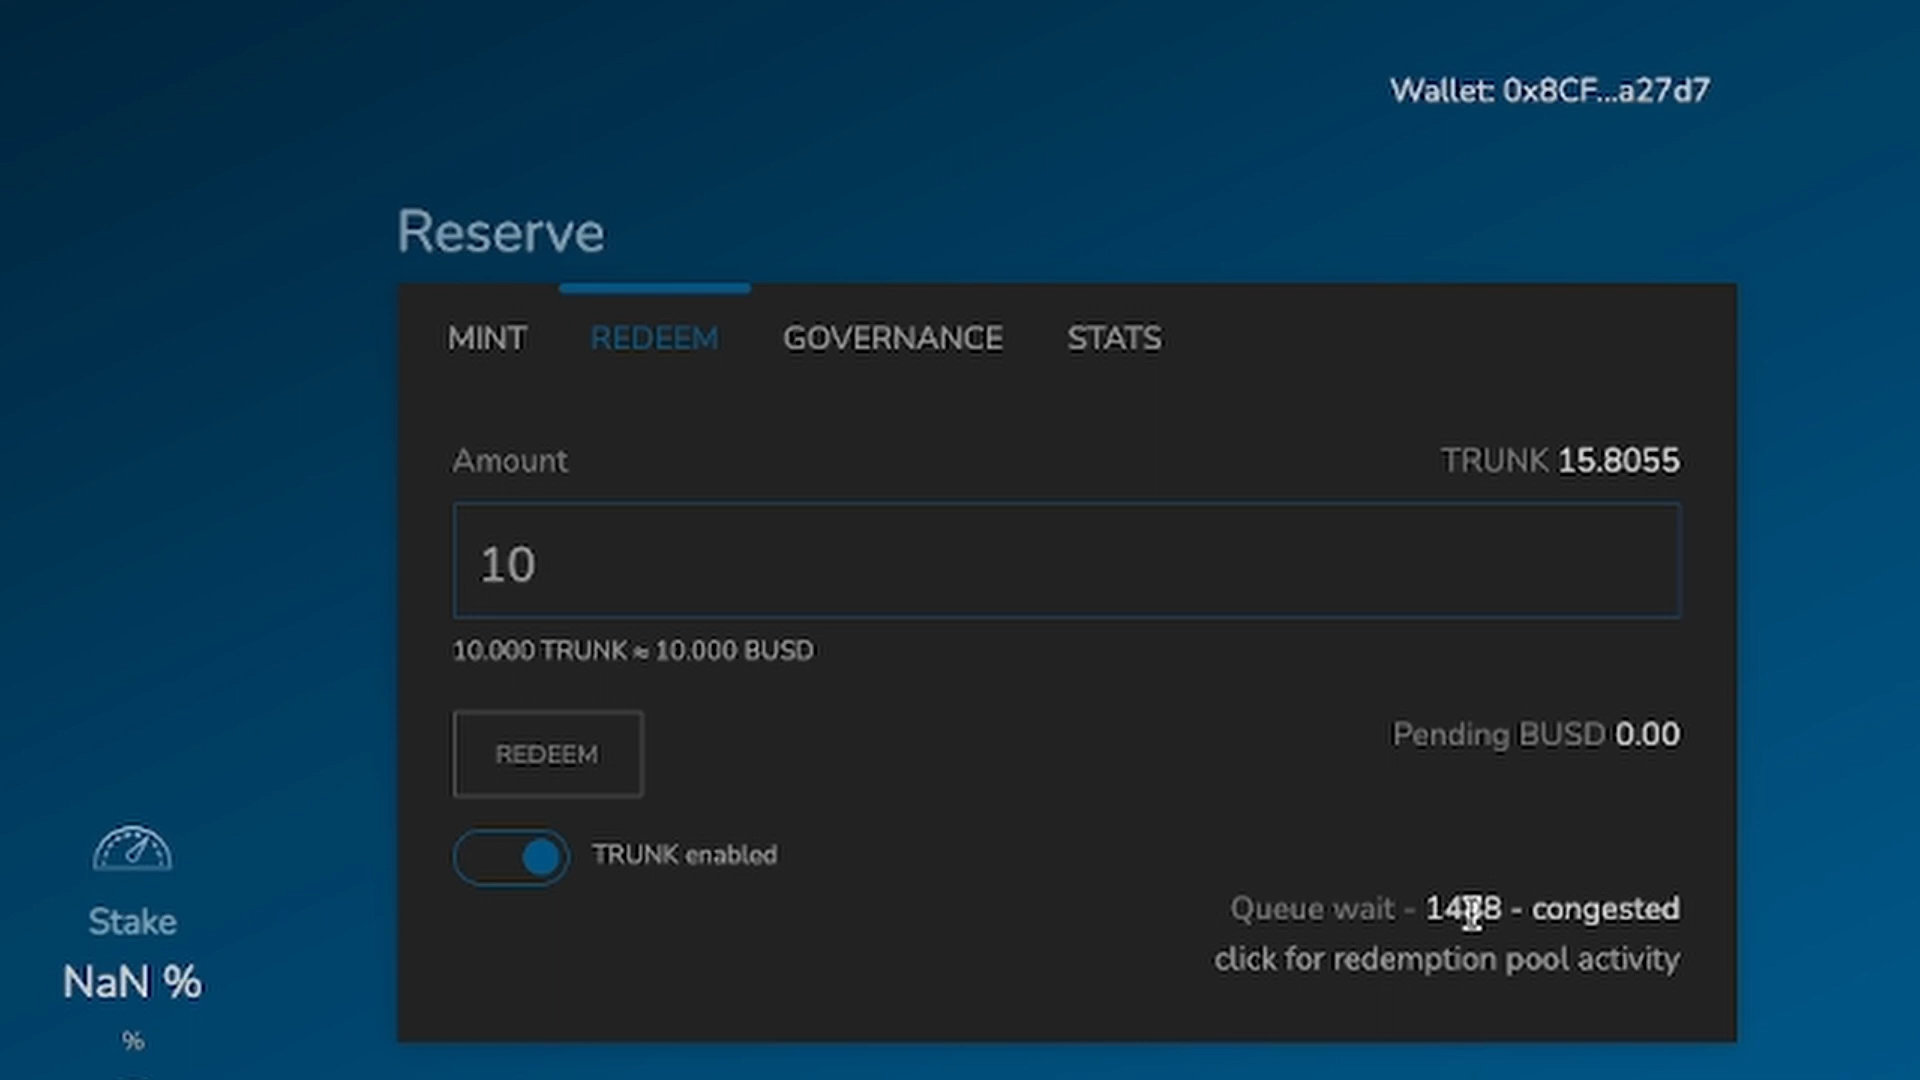 Wallet: 0x8CF...a27d7
Reserve
MINT REDEEM GOVERNANCE STATS
Amount TRUNK 15.8055
10
10.000 TRUNK ≈ 10.000 BUSD
REDEEM Pending BUSD 0.00
TRUNK enabled
Queue wait - - congested
click for redemption pool activity
Stake
NaN %
%